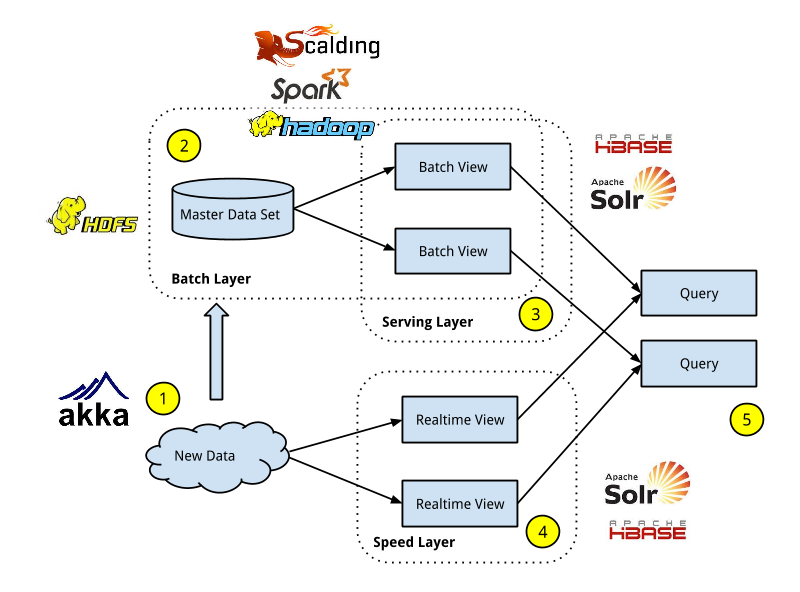 Scalding
Spark
hadoop
2
Batch View
APACHE
HBASE
Apache
Solr
Master Data Set
HDFS
Batch View
Batch Layer
Query
3
Serving Layer
Query
1
akka
Realtime View
5
New Data
Apache
Solr
Realtime View
APACHE
HBASE
4
Speed Layer